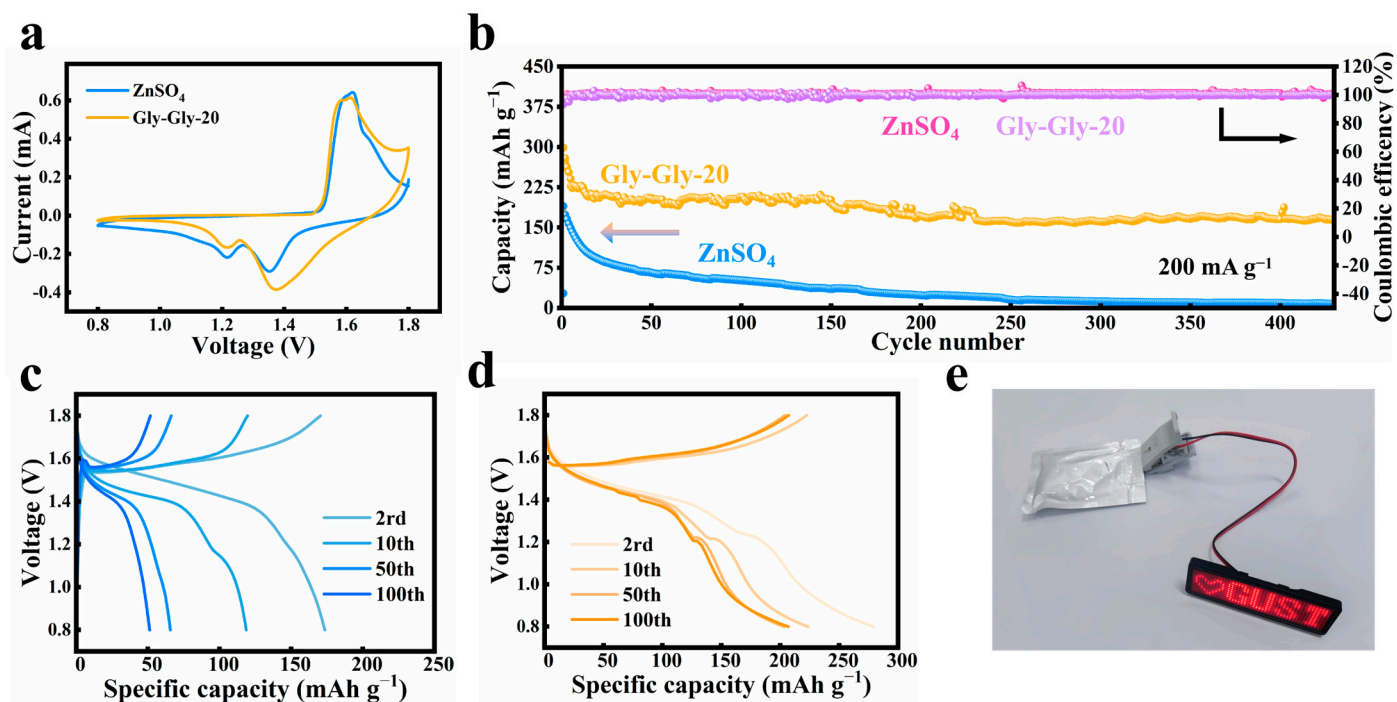 a
ZnSO₄
Gly-Gly-20
Current (mA)
0.6
0.4
0.2
0.0
-0.2
-0.4
0.8 1.0 1.2 1.4 1.6 1.8
Voltage (V)
b
Capacity (mAh g⁻¹)
450
375
300
225
150
75
0
ZnSO₄ Gly-Gly-20
Gly-Gly-20
ZnSO₄
200 mA g⁻¹
120
100
80
60
40
20
0
-20
-40
Coulombic efficency (%)
0 50 100 150 200 250 300 350 400
Cycle number
c
Voltage (V)
1.8
1.6
1.4
1.2
1.0
0.8
2rd
10th
50th
100th
0 50 100 150 200 250
Specific capacity (mAh g⁻¹)
d
Voltage (V)
1.8
1.6
1.4
1.2
1.0
0.8
2rd
10th
50th
100th
0 50 100 150 200 250 300
Specific capacity (mAh g⁻¹)
e
GUST